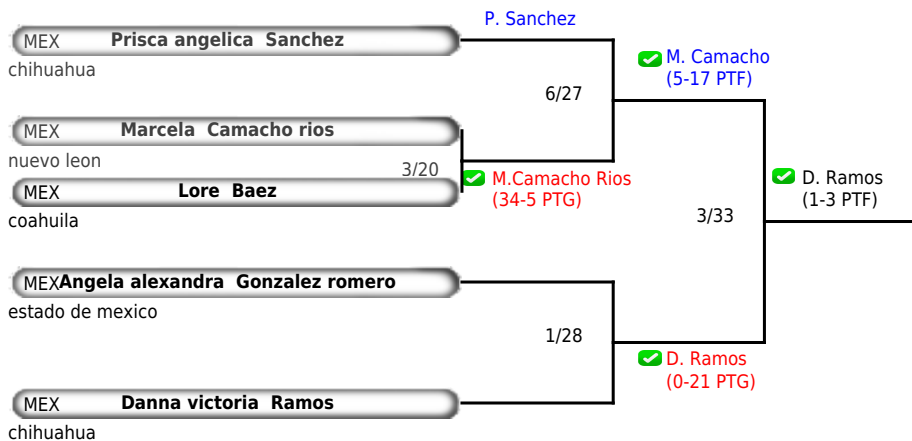 P. Sanchez
MEX Prisca angelica Sanchez
chihuahua
M. Camacho
(5-17 PTF)
6/27
MEX Marcela Camacho rios
nuevo leon
3/20
M.Camacho Rios
(34-5 PTG)
MEX Lore Baez
coahuila
D. Ramos
(1-3 PTF)
3/33
MEX Angela alexandra Gonzalez romero
estado de mexico
1/28
D. Ramos
(0-21 PTG)
MEX Danna victoria Ramos
chihuahua